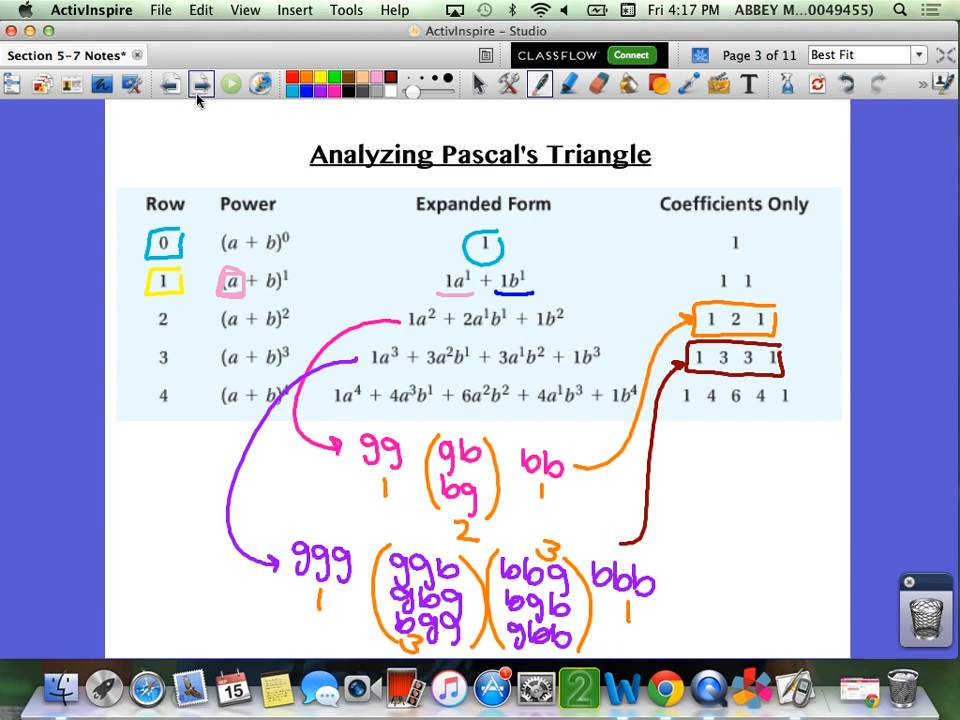 ActivInspire File Edit View Insert Tools Help Fri 4:17 PM ABBEY M...0049455)
ActivInspire - Studio
Section 5-7 Notes* CLASSFLOW Connect Page 3 of 11 Best Fit
Analyzing Pascal's Triangle
Row Power Expanded Form Coefficients Only
0 (a + b)⁰ 1 1
1 (a + b)¹ 1a¹ + 1b¹ 1 1
2 (a + b)² 1a² + 2a¹b¹ + 1b² 1 2 1
3 (a + b)³ 1a³ + 3a²b¹ + 3a¹b² + 1b³ 1 3 3 1
4 (a + b)⁴ 1a⁴ + 4a³b¹ + 6a²b² + 4a¹b³ + 1b⁴ 1 4 6 4 1
gg gb bb
bg
1 1
2
3
ggg ggb bbg bbb
1 gbg bgb 1
bgg gbb
3
SEP
15
2